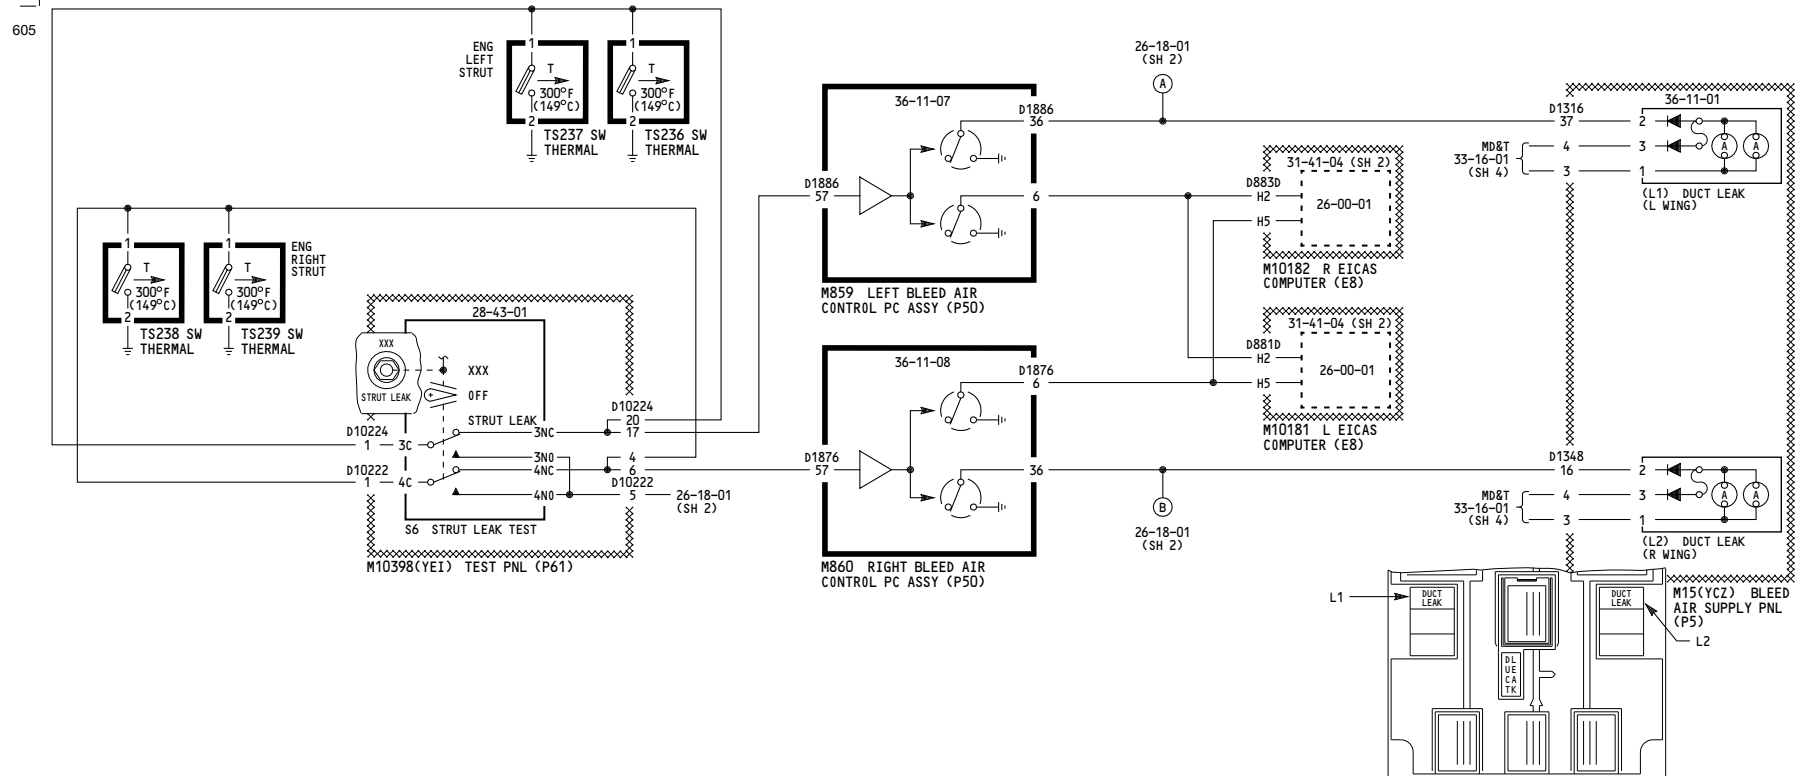 605
ENG
LEFT
STRUT
1
T
300°F
(149°C)
2
TS237 SW
THERMAL
1
T
300°F
(149°C)
2
TS236 SW
THERMAL
1
T
300°F
(149°C)
2
TS238 SW
THERMAL
1
T
300°F
(149°C)
2
TS239 SW
THERMAL
ENG
RIGHT
STRUT
28-43-01
XXX
STRUT LEAK
XXX
OFF
STRUT LEAK
D10224
1
3C
3NC
3NO
D10222
1
4C
4NC
4NO
D10224
20
17
4
6
D10222
5
26-18-01
(SH 2)
S6 STRUT LEAK TEST
M10398(YEI) TEST PNL (P61)
36-11-07
D1886
57
D1886
36
6
M859 LEFT BLEED AIR
CONTROL PC ASSY (P50)
36-11-08
D1876
57
D1876
6
36
M860 RIGHT BLEED AIR
CONTROL PC ASSY (P50)
26-18-01
(SH 2)
A
B
26-18-01
(SH 2)
31-41-04 (SH 2)
D883D
H2
H5
26-00-01
M10182 R EICAS
COMPUTER (E8)
31-41-04 (SH 2)
D881D
H2
H5
26-00-01
M10181 L EICAS
COMPUTER (E8)
D1316
37
MD&T
33-16-01
(SH 4)
4
3
36-11-01
2
3
1
A
A
(L1) DUCT LEAK
(L WING)
D1348
16
MD&T
33-16-01
(SH 4)
4
3
2
3
1
A
A
(L2) DUCT LEAK
(R WING)
M15(YCZ) BLEED
AIR SUPPLY PNL
(P5)
L1
DUCT
LEAK
DL
UE
CA
TK
DUCT
LEAK
L2